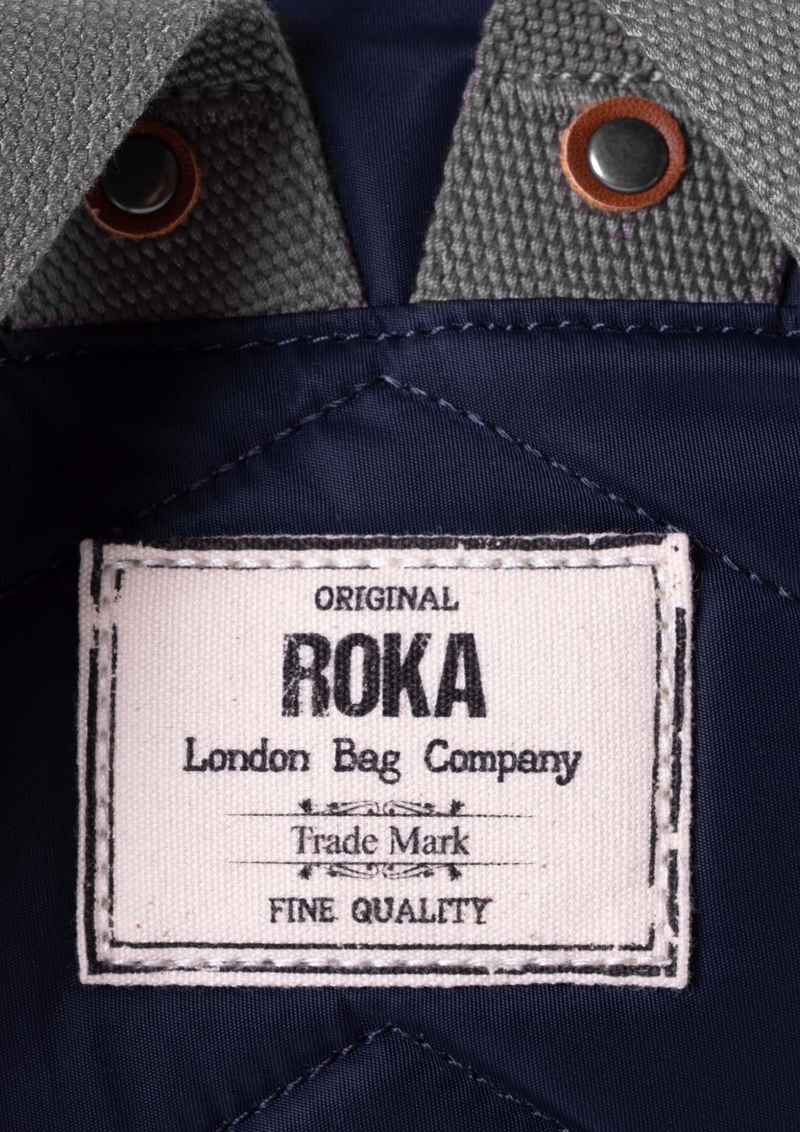 ORIGINAL
ROKA
London Bag Company
Trade Mark
FINE QUALITY